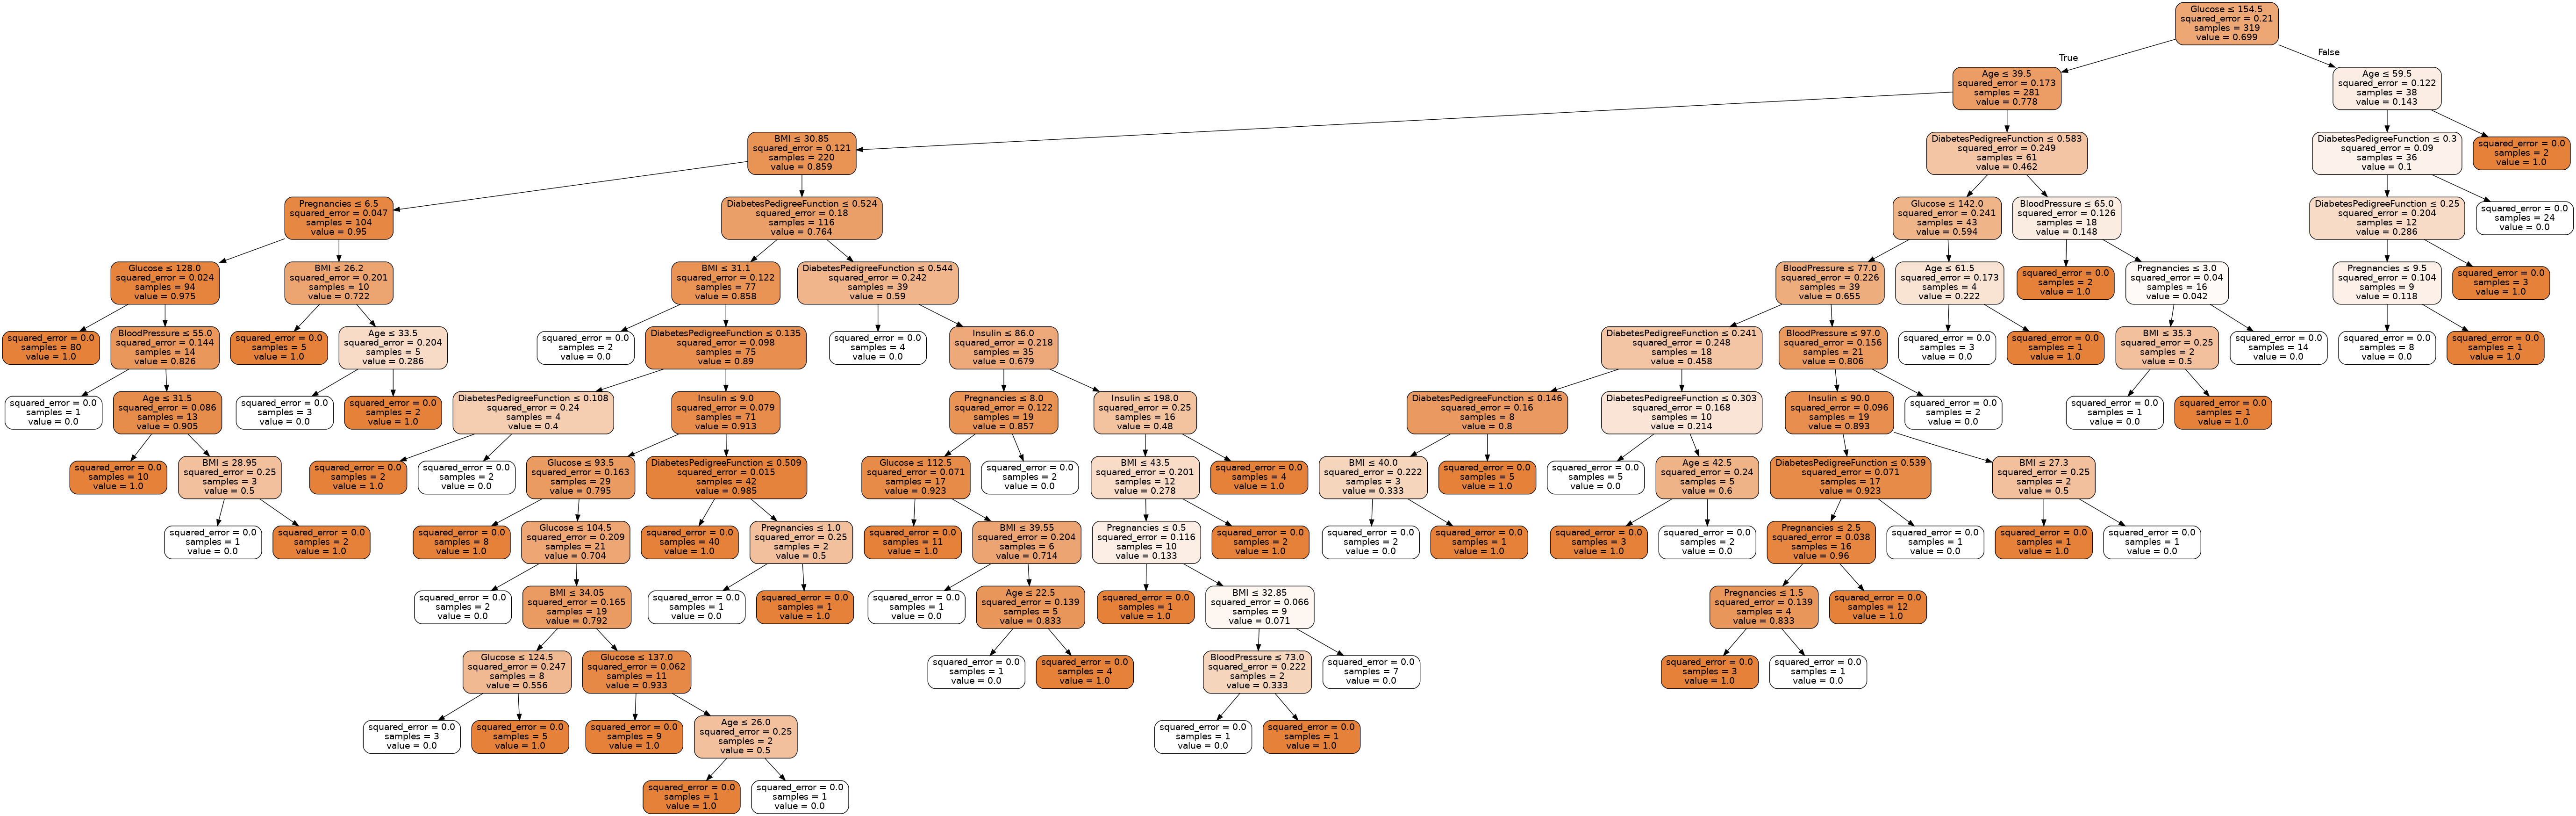 Glucose ≤ 154.5
squared_error = 0.21
samples = 319
value = 0.699
True
False
Age ≤ 39.5
squared_error = 0.173
samples = 281
value = 0.778
Age ≤ 59.5
squared_error = 0.122
samples = 38
value = 0.143
BMI ≤ 30.85
squared_error = 0.121
samples = 220
value = 0.859
DiabetesPedigreeFunction ≤ 0.583
squared_error = 0.249
samples = 61
value = 0.462
DiabetesPedigreeFunction ≤ 0.3
squared_error = 0.09
samples = 36
value = 0.1
squared_error = 0.0
samples = 2
value = 1.0
Pregnancies ≤ 6.5
squared_error = 0.047
samples = 104
value = 0.95
DiabetesPedigreeFunction ≤ 0.524
squared_error = 0.18
samples = 116
value = 0.764
Glucose ≤ 142.0
squared_error = 0.241
samples = 43
value = 0.594
BloodPressure ≤ 65.0
squared_error = 0.126
samples = 18
value = 0.148
DiabetesPedigreeFunction ≤ 0.25
squared_error = 0.204
samples = 12
value = 0.286
squared_error = 0.0
samples = 24
value = 0.0
Glucose ≤ 128.0
squared_error = 0.024
samples = 94
value = 0.975
BMI ≤ 26.2
squared_error = 0.201
samples = 10
value = 0.722
BMI ≤ 31.1
squared_error = 0.122
samples = 77
value = 0.858
DiabetesPedigreeFunction ≤ 0.544
squared_error = 0.242
samples = 39
value = 0.59
BloodPressure ≤ 77.0
squared_error = 0.226
samples = 39
value = 0.655
Age ≤ 61.5
squared_error = 0.173
samples = 4
value = 0.222
squared_error = 0.0
samples = 2
value = 1.0
Pregnancies ≤ 3.0
squared_error = 0.04
samples = 16
value = 0.042
Pregnancies ≤ 9.5
squared_error = 0.104
samples = 9
value = 0.118
squared_error = 0.0
samples = 3
value = 1.0
squared_error = 0.0
samples = 80
value = 1.0
BloodPressure ≤ 55.0
squared_error = 0.144
samples = 14
value = 0.826
squared_error = 0.0
samples = 5
value = 1.0
Age ≤ 33.5
squared_error = 0.204
samples = 5
value = 0.286
squared_error = 0.0
samples = 2
value = 0.0
DiabetesPedigreeFunction ≤ 0.135
squared_error = 0.098
samples = 75
value = 0.89
squared_error = 0.0
samples = 4
value = 0.0
Insulin ≤ 86.0
squared_error = 0.218
samples = 35
value = 0.679
DiabetesPedigreeFunction ≤ 0.241
squared_error = 0.248
samples = 18
value = 0.458
BloodPressure ≤ 97.0
squared_error = 0.156
samples = 21
value = 0.806
squared_error = 0.0
samples = 3
value = 0.0
squared_error = 0.0
samples = 1
value = 1.0
BMI ≤ 35.3
squared_error = 0.25
samples = 2
value = 0.5
squared_error = 0.0
samples = 14
value = 0.0
squared_error = 0.0
samples = 8
value = 0.0
squared_error = 0.0
samples = 1
value = 1.0
squared_error = 0.0
samples = 1
value = 0.0
Age ≤ 31.5
squared_error = 0.086
samples = 13
value = 0.905
squared_error = 0.0
samples = 3
value = 0.0
squared_error = 0.0
samples = 2
value = 1.0
DiabetesPedigreeFunction ≤ 0.108
squared_error = 0.24
samples = 4
value = 0.4
Insulin ≤ 9.0
squared_error = 0.079
samples = 71
value = 0.913
Pregnancies ≤ 8.0
squared_error = 0.122
samples = 19
value = 0.857
Insulin ≤ 198.0
squared_error = 0.25
samples = 16
value = 0.48
DiabetesPedigreeFunction ≤ 0.146
squared_error = 0.16
samples = 8
value = 0.8
DiabetesPedigreeFunction ≤ 0.303
squared_error = 0.168
samples = 10
value = 0.214
Insulin ≤ 90.0
squared_error = 0.096
samples = 19
value = 0.893
squared_error = 0.0
samples = 2
value = 0.0
squared_error = 0.0
samples = 1
value = 0.0
squared_error = 0.0
samples = 1
value = 1.0
squared_error = 0.0
samples = 10
value = 1.0
BMI ≤ 28.95
squared_error = 0.25
samples = 3
value = 0.5
squared_error = 0.0
samples = 2
value = 1.0
squared_error = 0.0
samples = 2
value = 0.0
Glucose ≤ 93.5
squared_error = 0.163
samples = 29
value = 0.795
DiabetesPedigreeFunction ≤ 0.509
squared_error = 0.015
samples = 42
value = 0.985
Glucose ≤ 112.5
squared_error = 0.071
samples = 17
value = 0.923
squared_error = 0.0
samples = 2
value = 0.0
BMI ≤ 43.5
squared_error = 0.201
samples = 12
value = 0.278
squared_error = 0.0
samples = 4
value = 1.0
BMI ≤ 40.0
squared_error = 0.222
samples = 3
value = 0.333
squared_error = 0.0
samples = 5
value = 1.0
squared_error = 0.0
samples = 5
value = 0.0
Age ≤ 42.5
squared_error = 0.24
samples = 5
value = 0.6
DiabetesPedigreeFunction ≤ 0.539
squared_error = 0.071
samples = 17
value = 0.923
BMI ≤ 27.3
squared_error = 0.25
samples = 2
value = 0.5
squared_error = 0.0
samples = 1
value = 0.0
squared_error = 0.0
samples = 2
value = 1.0
squared_error = 0.0
samples = 8
value = 1.0
Glucose ≤ 104.5
squared_error = 0.209
samples = 21
value = 0.704
squared_error = 0.0
samples = 40
value = 1.0
Pregnancies ≤ 1.0
squared_error = 0.25
samples = 2
value = 0.5
squared_error = 0.0
samples = 11
value = 1.0
BMI ≤ 39.55
squared_error = 0.204
samples = 6
value = 0.714
Pregnancies ≤ 0.5
squared_error = 0.116
samples = 10
value = 0.133
squared_error = 0.0
samples = 2
value = 1.0
squared_error = 0.0
samples = 2
value = 0.0
squared_error = 0.0
samples = 1
value = 1.0
squared_error = 0.0
samples = 3
value = 1.0
squared_error = 0.0
samples = 2
value = 0.0
Pregnancies ≤ 2.5
squared_error = 0.038
samples = 16
value = 0.96
squared_error = 0.0
samples = 1
value = 0.0
squared_error = 0.0
samples = 1
value = 1.0
squared_error = 0.0
samples = 1
value = 0.0
squared_error = 0.0
samples = 2
value = 0.0
BMI ≤ 34.05
squared_error = 0.165
samples = 19
value = 0.792
squared_error = 0.0
samples = 1
value = 0.0
squared_error = 0.0
samples = 1
value = 1.0
squared_error = 0.0
samples = 1
value = 0.0
Age ≤ 22.5
squared_error = 0.139
samples = 5
value = 0.833
squared_error = 0.0
samples = 1
value = 1.0
BMI ≤ 32.85
squared_error = 0.066
samples = 9
value = 0.071
Pregnancies ≤ 1.5
squared_error = 0.139
samples = 4
value = 0.833
squared_error = 0.0
samples = 12
value = 1.0
Glucose ≤ 124.5
squared_error = 0.247
samples = 8
value = 0.556
Glucose ≤ 137.0
squared_error = 0.062
samples = 11
value = 0.933
squared_error = 0.0
samples = 1
value = 0.0
squared_error = 0.0
samples = 4
value = 1.0
BloodPressure ≤ 73.0
squared_error = 0.222
samples = 2
value = 0.333
squared_error = 0.0
samples = 7
value = 0.0
squared_error = 0.0
samples = 3
value = 1.0
squared_error = 0.0
samples = 1
value = 0.0
squared_error = 0.0
samples = 3
value = 0.0
squared_error = 0.0
samples = 5
value = 1.0
squared_error = 0.0
samples = 9
value = 1.0
Age ≤ 26.0
squared_error = 0.25
samples = 2
value = 0.5
squared_error = 0.0
samples = 1
value = 0.0
squared_error = 0.0
samples = 1
value = 1.0
squared_error = 0.0
samples = 1
value = 1.0
squared_error = 0.0
samples = 1
value = 0.0